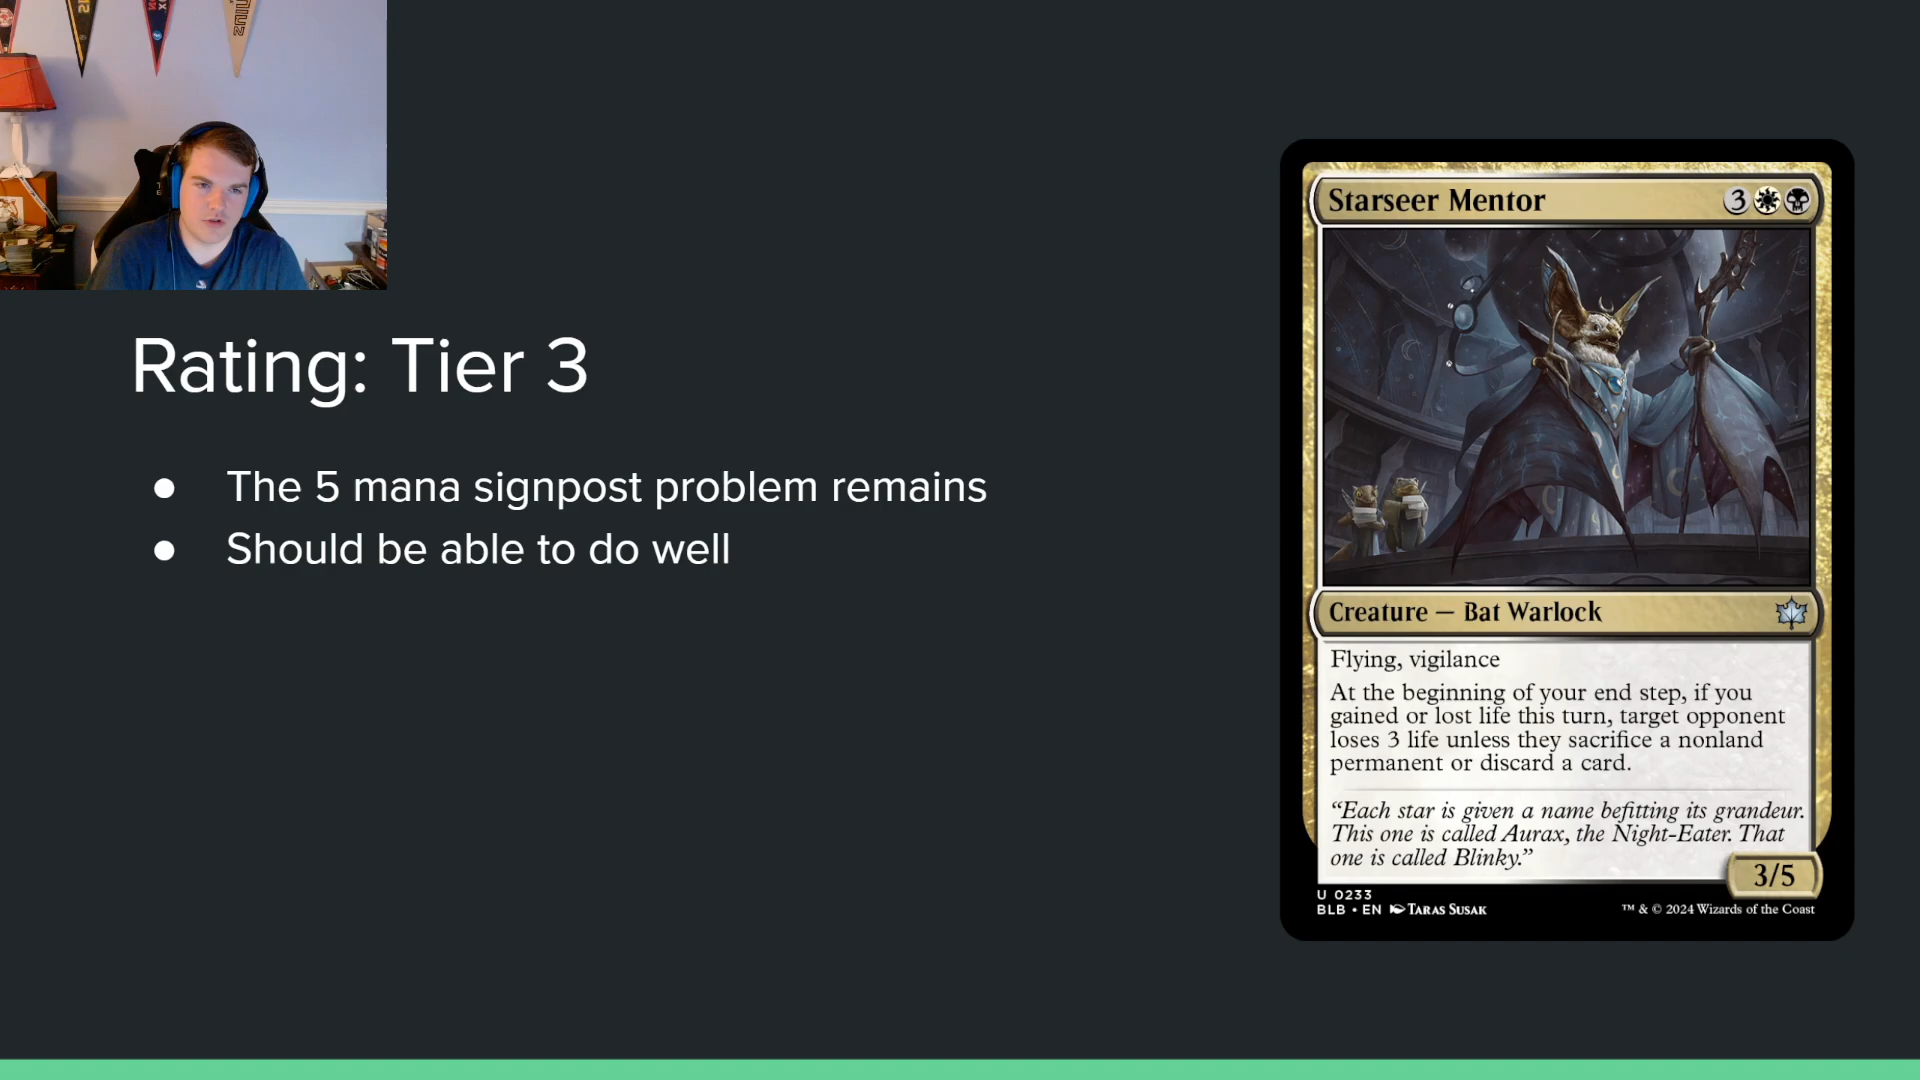 Rating: Tier 3
● The 5 mana signpost problem remains
● Should be able to do well
Starseer Mentor 3
Creature — Bat Warlock
Flying, vigilance
At the beginning of your end step, if you
gained or lost life this turn, target opponent
loses 3 life unless they sacrifice a nonland
permanent or discard a card.
“Each star is given a name befitting its grandeur.
This one is called Aurax, the Night-Eater. That
one is called Blinky.”
3/5
U 0233
BLB • EN TARAS SUSAK
™ & © 2024 Wizards of the Coast